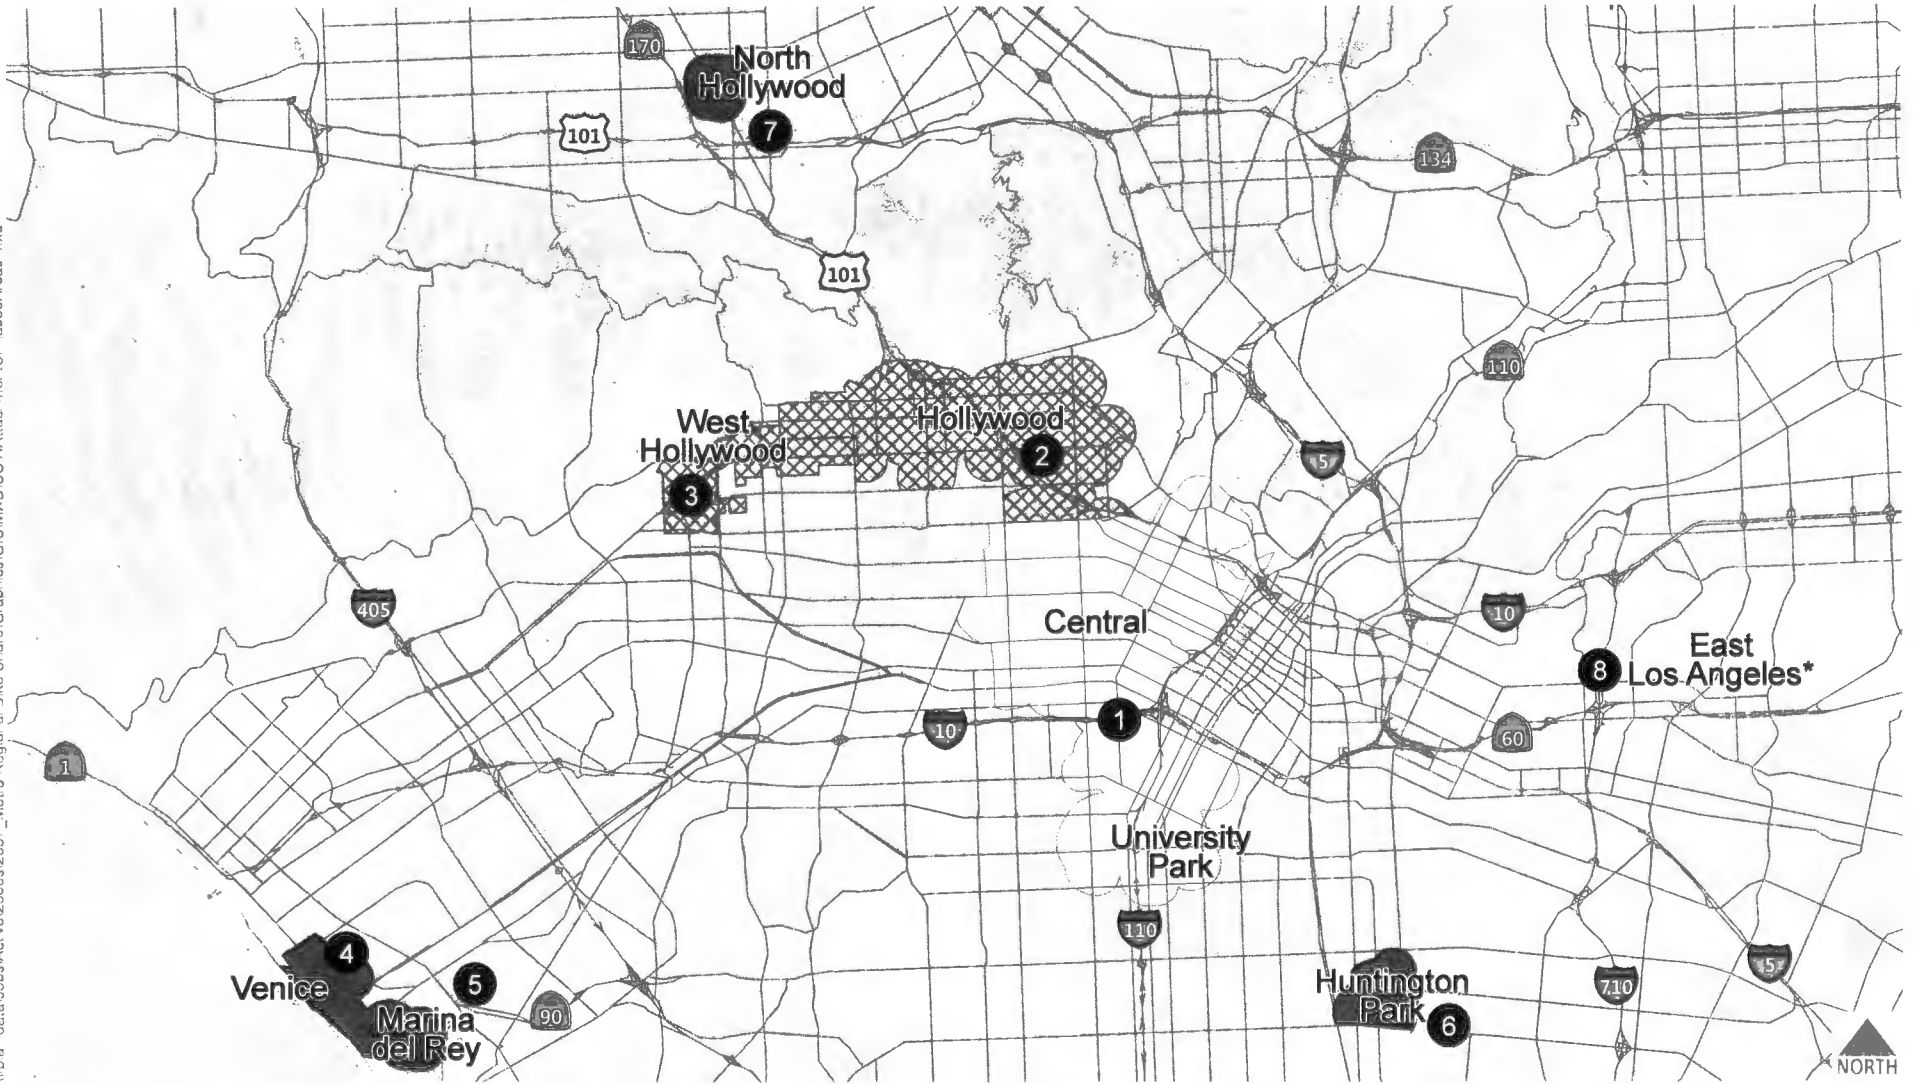 170
North
Hollywood
101
7
134
101
110
West
Hollywood
Hollywood
2
5
3
405
Central
10
East
Los Angeles*
8
1
10
60
1
University
Park
110
4
5
Venice
Marina
del Rey
90
Huntington
Park
6
710
5
NORTH